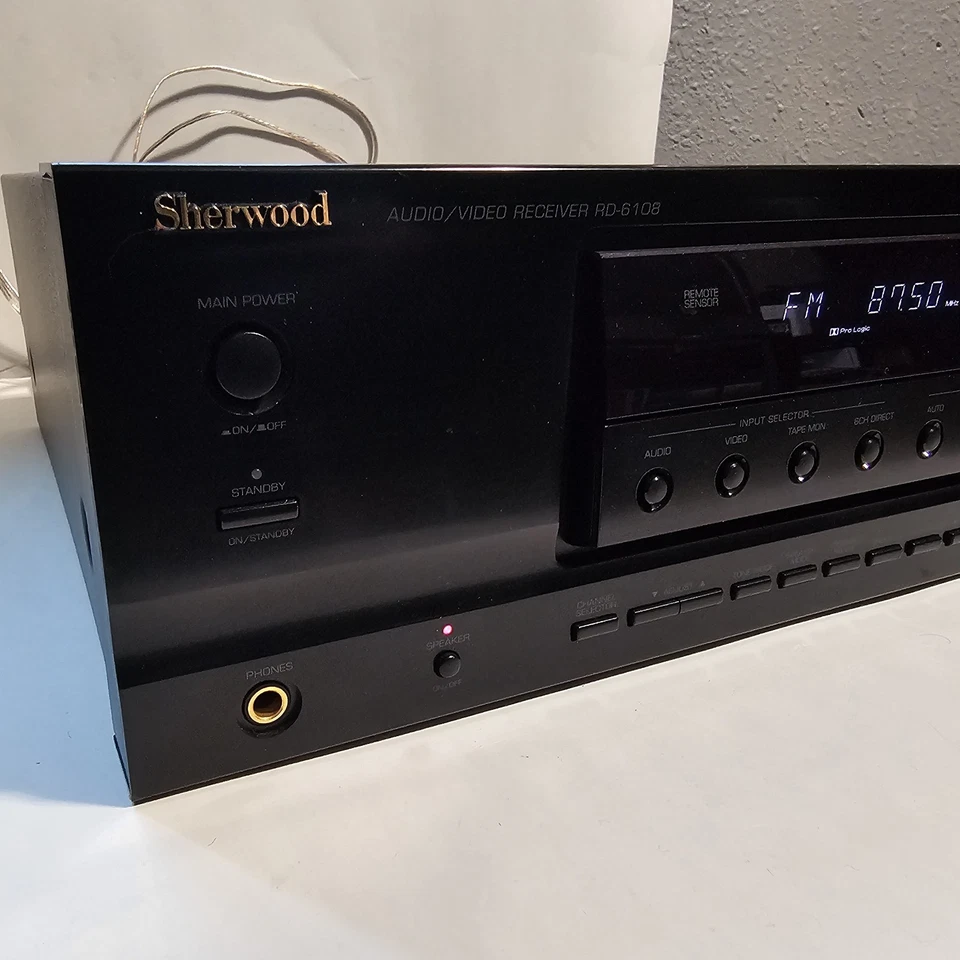 Sherwood
AUDIO/VIDEO RECEIVER RD-6108
MAIN POWER
ON/OFF
STANDBY
ON/STANDBY
REMOTE
SENSOR
FM 87.50 MHz
Pro Logic
INPUT SELECTOR
AUDIO
VIDEO
TAPE MON
6CH DIRECT
AUTO
CHANNEL
SELECTOR
▼ ADJUST ▲
SPEAKER
ON/OFF
PHONES